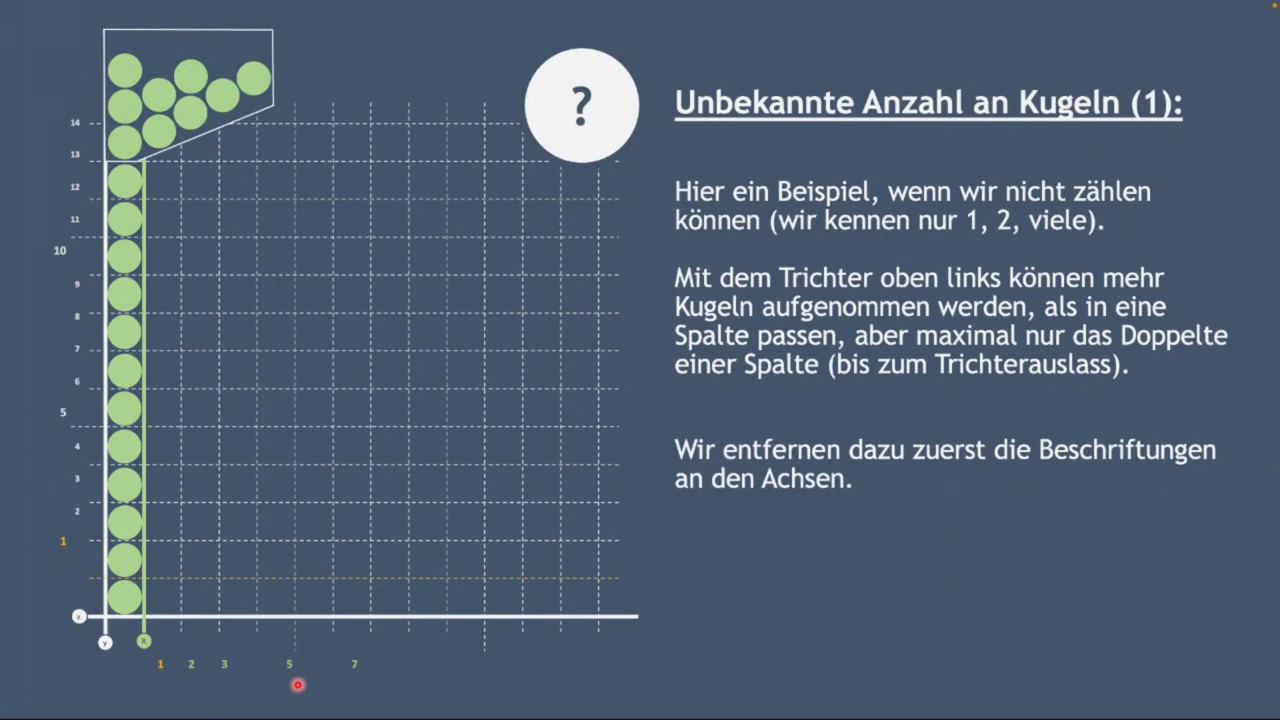 ?
Unbekannte Anzahl an Kugeln (1):
Hier ein Beispiel, wenn wir nicht zählen
können (wir kennen nur 1, 2, viele).
Mit dem Trichter oben links können mehr
Kugeln aufgenommen werden, als in eine
Spalte passen, aber maximal nur das Doppelte
einer Spalte (bis zum Trichterauslass).
Wir entfernen dazu zuerst die Beschriftungen
an den Achsen.
14
13
12
11
10
9
8
7
6
5
4
3
2
1
x
y
R
1 2 3 5 7